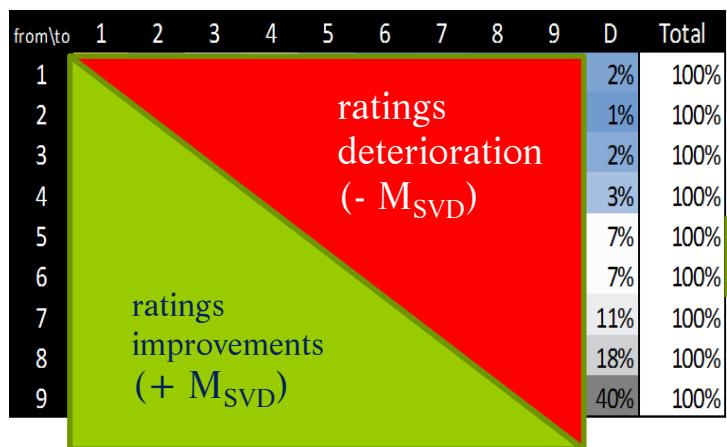 from\to 1 2 3 4 5 6 7 8 9 D Total
1 2% 100%
2 1% 100%
3 2% 100%
4 3% 100%
5 7% 100%
6 7% 100%
7 11% 100%
8 18% 100%
9 40% 100%
ratings
deterioration
(- M_SVD)
ratings
improvements
(+ M_SVD)